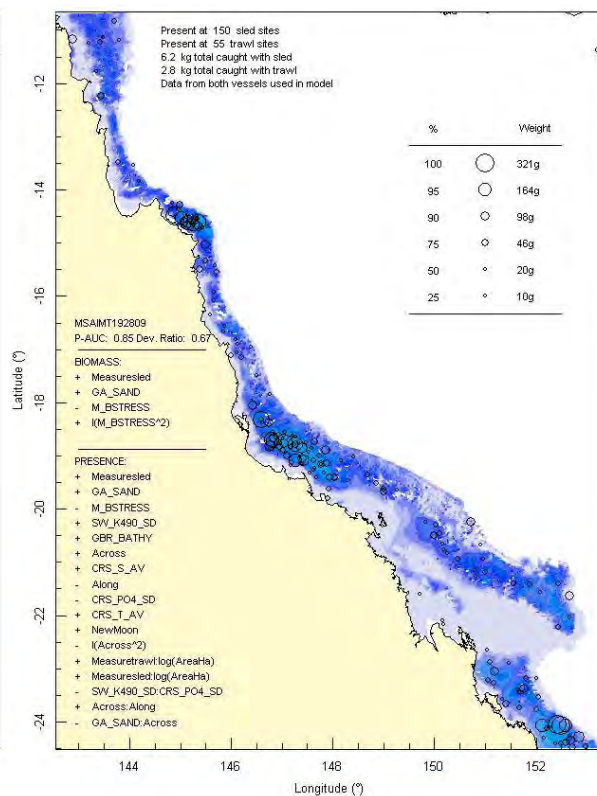 Present at 150 sled sites
Present at 55 trawl sites
6.2 kg total caught with sled
2.8 kg total caught with trawl
Data from both vessels used in model
% Weight
100 321g
95 164g
90 98g
75 46g
50 20g
25 10g
MSAIMT192809
P-AUC: 0.85 Dev. Ratio: 0.67
BIOMASS:
+ Measuresled
+ GA_SAND
- M_BSTRESS
+ I(M_BSTRESS^2)
PRESENCE:
+ Measuresled
+ GA_SAND
- M_BSTRESS
+ SW_K490_SD
+ GBR_BATHY
+ Across
+ CRS_S_AV
- Along
- CRS_PO4_SD
+ CRS_T_AV
+ NewMoon
- I(Across^2)
+ Measuretrawl:log(AreaHa)
+ Measuresled:log(AreaHa)
- SW_K490_SD:CRS_PO4_SD
+ Across:Along
- GA_SAND:Across
Latitude (°)
-12
-14
-16
-18
-20
-22
-24
144 146 148 150 152
Longitude (°)